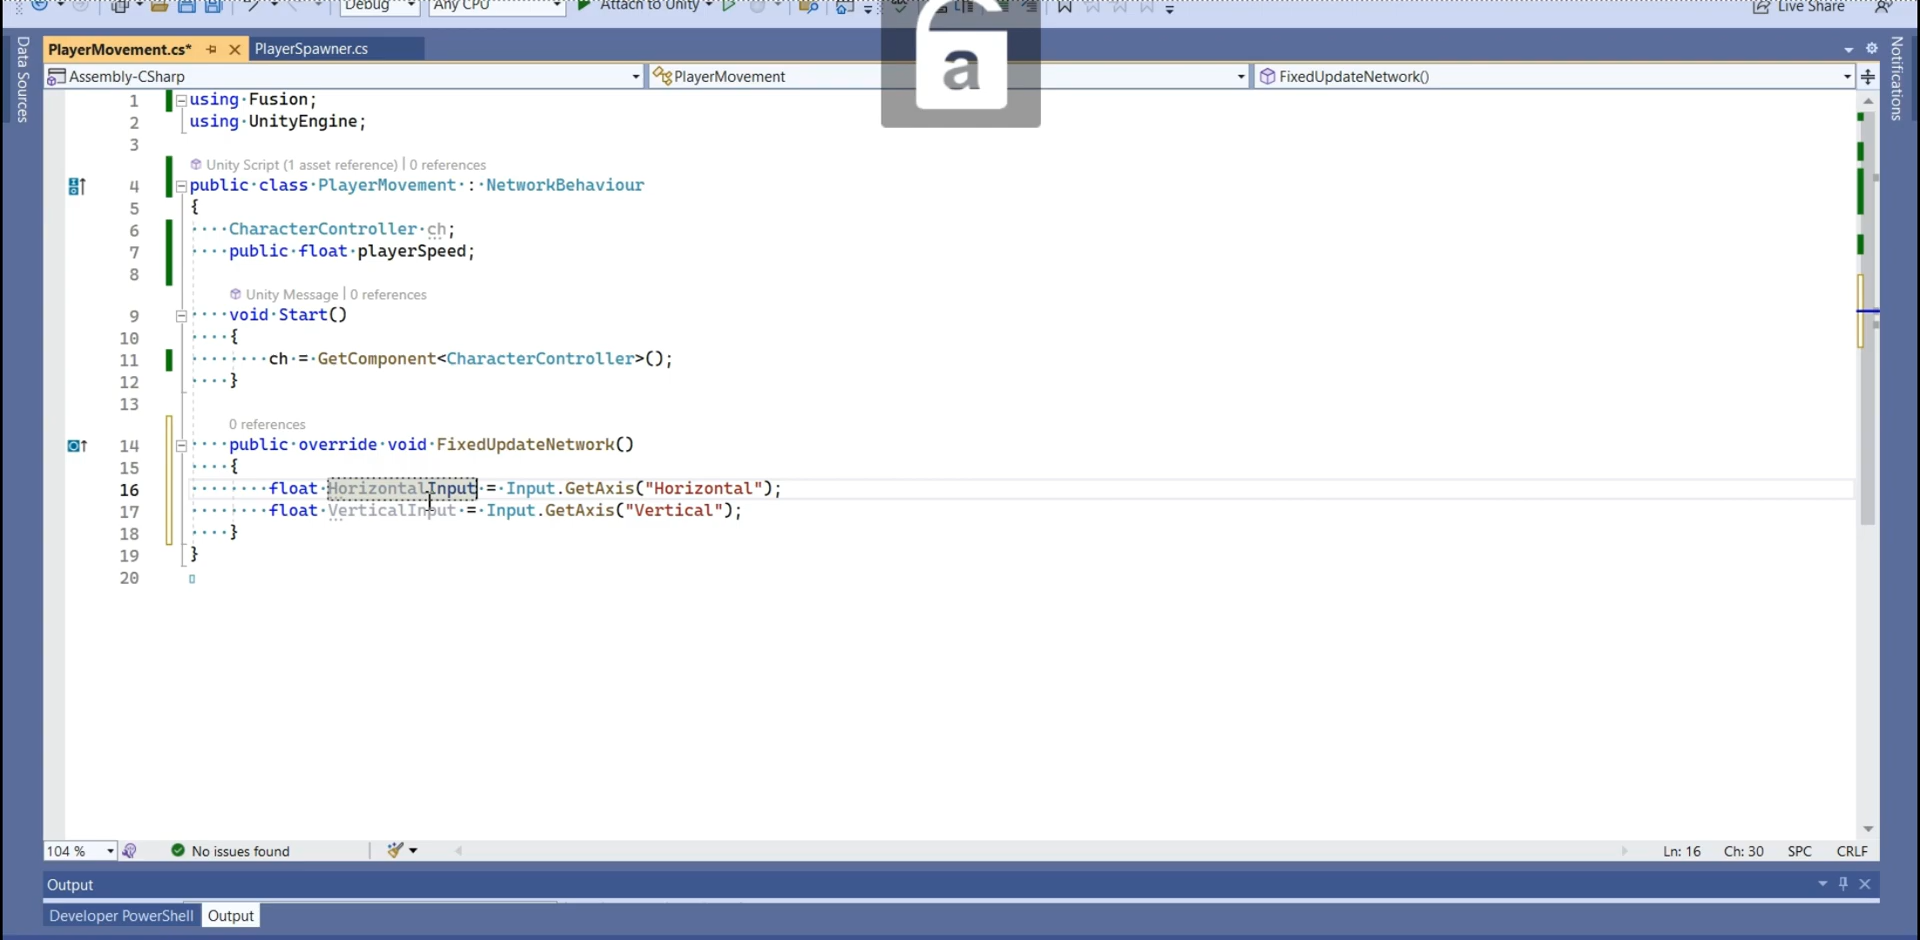 Debug Any CPU Attach to Unity Live Share
a
Data Sources
PlayerMovement.cs* PlayerSpawner.cs
Notifications
Assembly-CSharp PlayerMovement FixedUpdateNetwork()
1 using Fusion;
2 using UnityEngine;
3
Unity Script (1 asset reference) | 0 references
4 public class PlayerMovement : NetworkBehaviour
5 {
6 CharacterController ch;
7 public float playerSpeed;
8
Unity Message | 0 references
9 void Start()
10 {
11 ch = GetComponent<CharacterController>();
12 }
13
0 references
14 public override void FixedUpdateNetwork()
15 {
16 float HorizontalInput = Input.GetAxis("Horizontal");
17 float VerticalInput = Input.GetAxis("Vertical");
18 }
19 }
20
104 % No issues found Ln: 16 Ch: 30 SPC CRLF
Output
Developer PowerShell Output